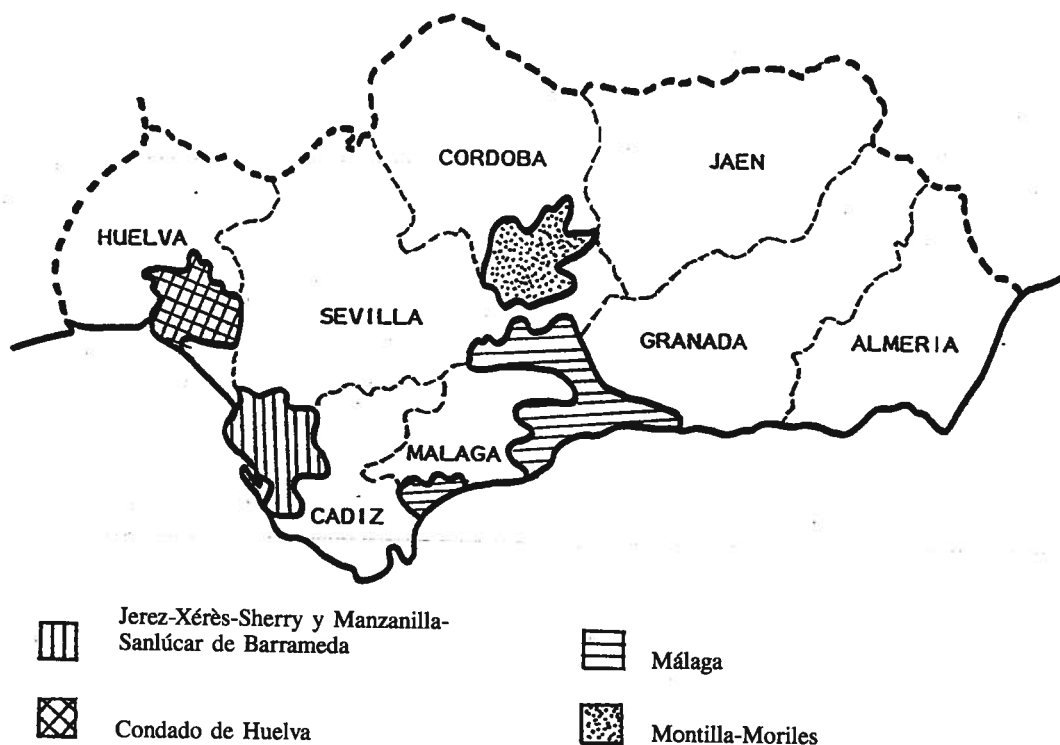 CORDOBA
JAEN
HUELVA
SEVILLA
GRANADA
ALMERIA
MALAGA
CADIZ
Jerez-Xérès-Sherry y Manzanilla-
Sanlúcar de Barrameda
Málaga
Condado de Huelva
Montilla-Moriles